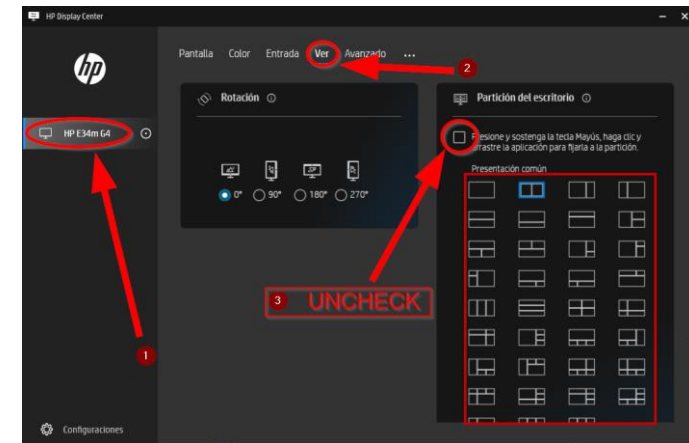 HP Display Center
hp
Pantalla Color Entrada Ver Avanzado ...
2
Rotación
Partición del escritorio
HP E34m G4
Presione y sostenga la tecla Mayús, haga clic y
arrastre la aplicación para fijarla a la partición.
Presentación común
0° 90° 180° 270°
3 UNCHECK
1
Configuraciones